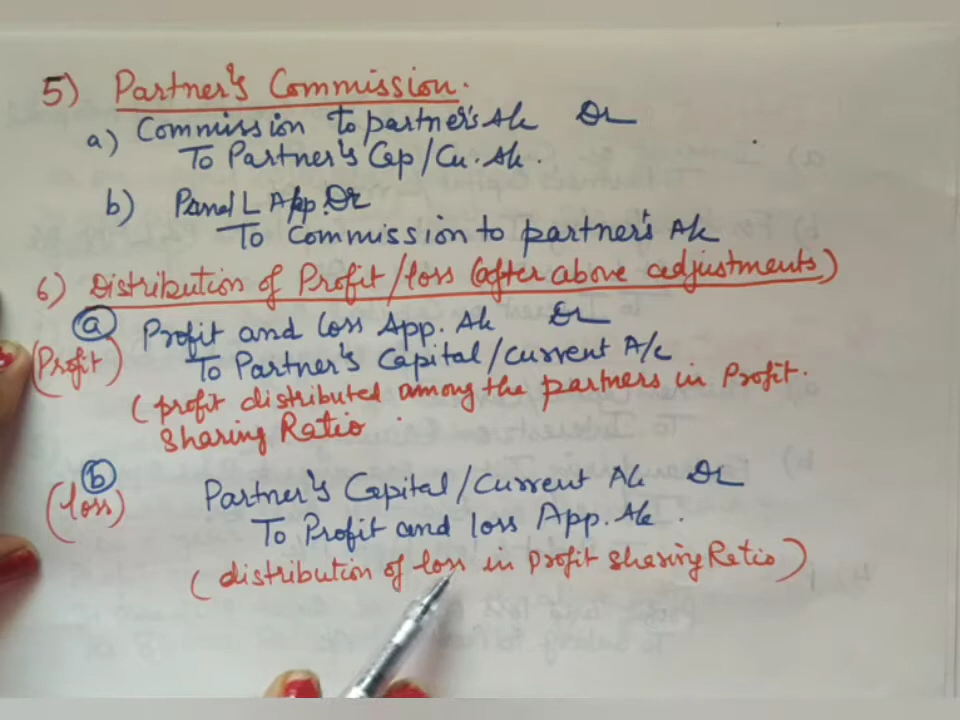 5) Partner's Commission.
a) Commission to partner's A/c Dr
To Partner's Cap/Cu. A/c.
b) P and L App. Dr
To Commission to partner's A/c
6) Distribution of Profit/loss (after above adjustments)
a Profit and loss App. A/c Dr
(Profit) To Partner's Capital/current A/c
(profit distributed among the partners in Profit.
Sharing Ratio
b Partner's Capital/Current A/c Dr
(loss) To Profit and loss App. A/c.
(distribution of loss in Profit Sharing Ratio)